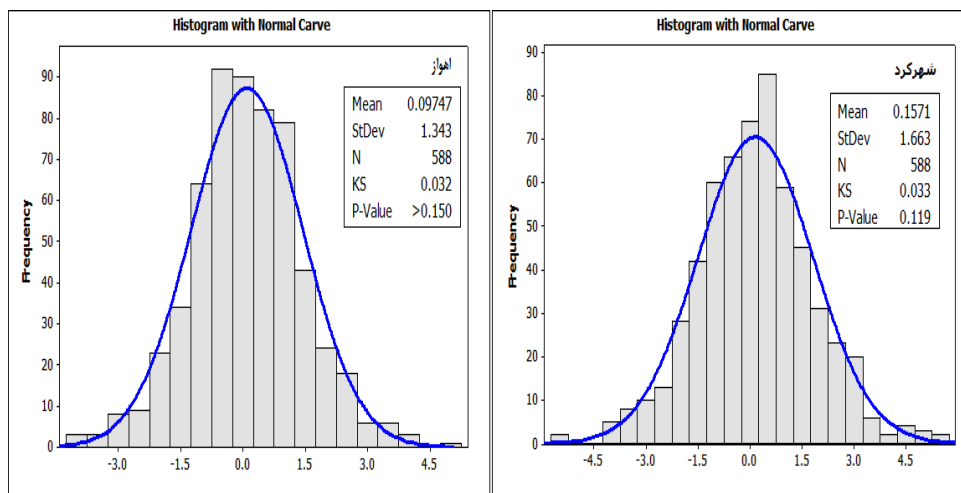 Histogram with Normal Carve
اهواز
Mean 0.09747
StDev 1.343
N 588
KS 0.032
P-Value >0.150
Frequency
90
80
70
60
50
40
30
20
10
0
-3.0 -1.5 0.0 1.5 3.0 4.5
Histogram with Normal Carve
شهرکرد
Mean 0.1571
StDev 1.663
N 588
KS 0.033
P-Value 0.119
Frequency
90
80
70
60
50
40
30
20
10
0
-4.5 -3.0 -1.5 0.0 1.5 3.0 4.5